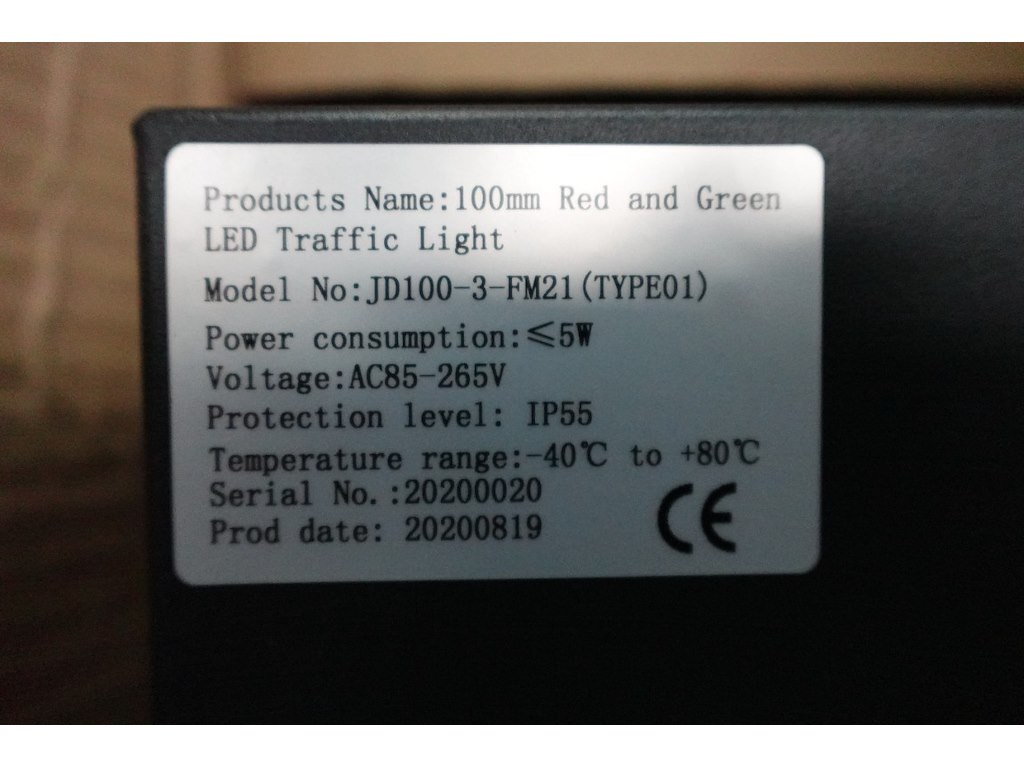 Products Name:100mm Red and Green
LED Traffic Light
Model No:JD100-3-FM21(TYPE01)
Power consumption:≤5W
Voltage:AC85-265V
Protection level: IP55
Temperature range:-40℃ to +80℃
Serial No.:20200020
Prod date: 20200819
CE